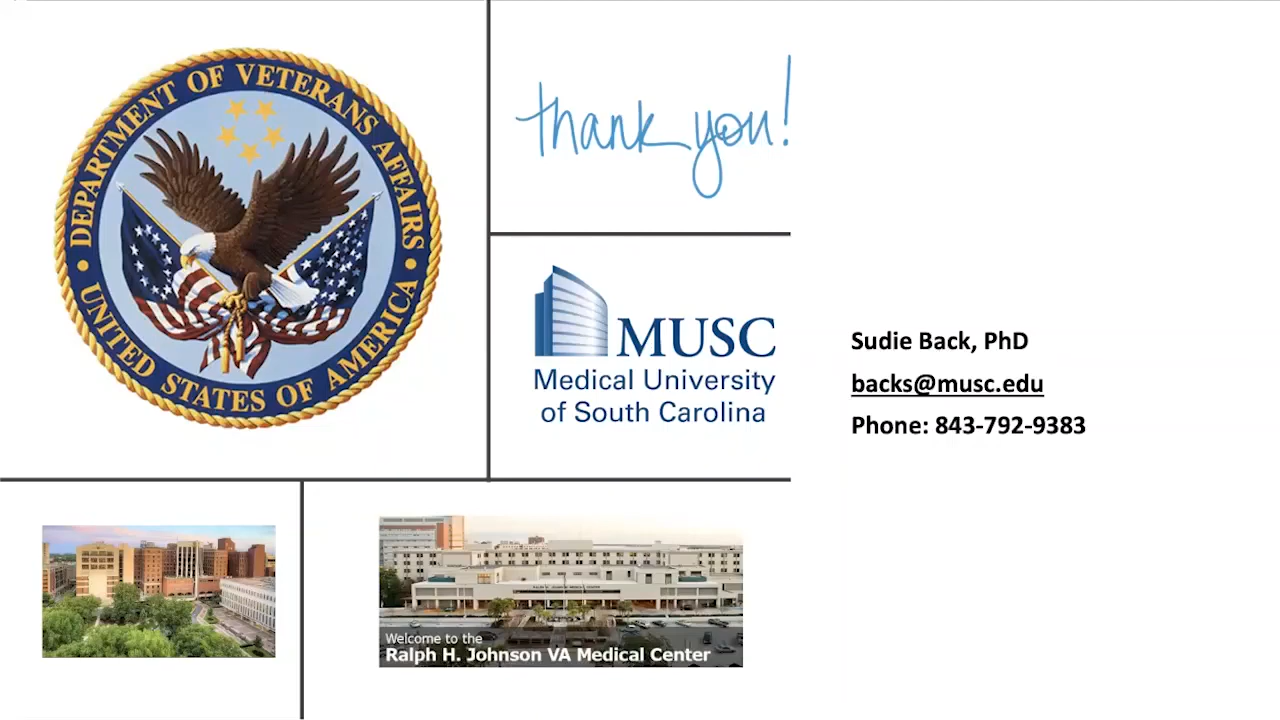 DEPARTMENT OF VETERANS AFFAIRS
UNITED STATES OF AMERICA
thank you!
MUSC
Medical University
of South Carolina
Sudie Back, PhD
backs@musc.edu
Phone: 843-792-9383
Welcome to the
Ralph H. Johnson VA Medical Center